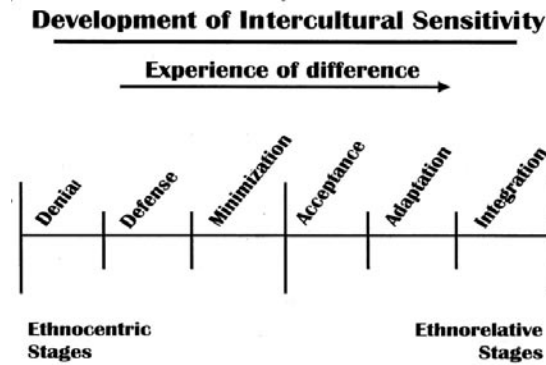 Development of Intercultural Sensitivity
Experience of difference
Denial
Defense
Minimization
Acceptance
Adaptation
Integration
Ethnocentric
Stages
Ethnorelative
Stages